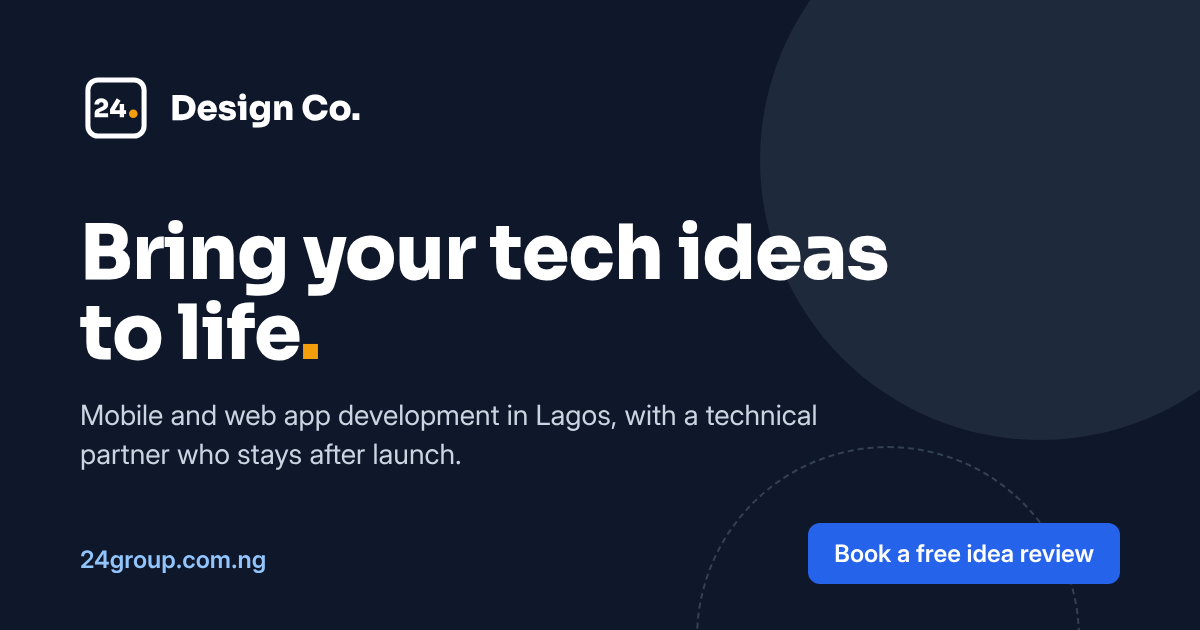 24.
Design Co.
Bring your tech ideas
to life.
Mobile and web app development in Lagos, with a technical
partner who stays after launch.
24group.com.ng
Book a free idea review